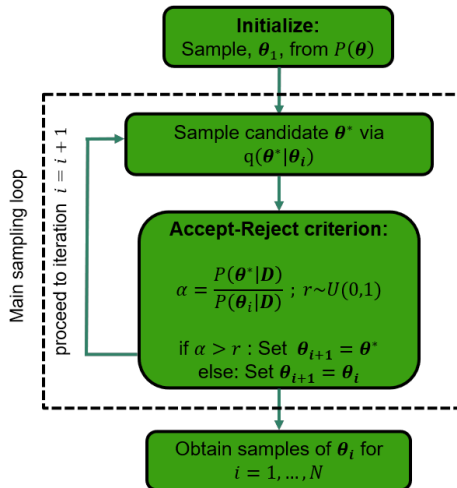 Initialize:
Sample, θ₁, from P(θ)
Main sampling loop
proceed to iteration i = i + 1
Sample candidate θ* via
q(θ*|θᵢ)
Accept-Reject criterion:
α = P(θ*|D) / P(θᵢ|D) ; r~U(0,1)
if α > r : Set θᵢ₊₁ = θ*
else: Set θᵢ₊₁ = θᵢ
Obtain samples of θᵢ for
i = 1, … , N